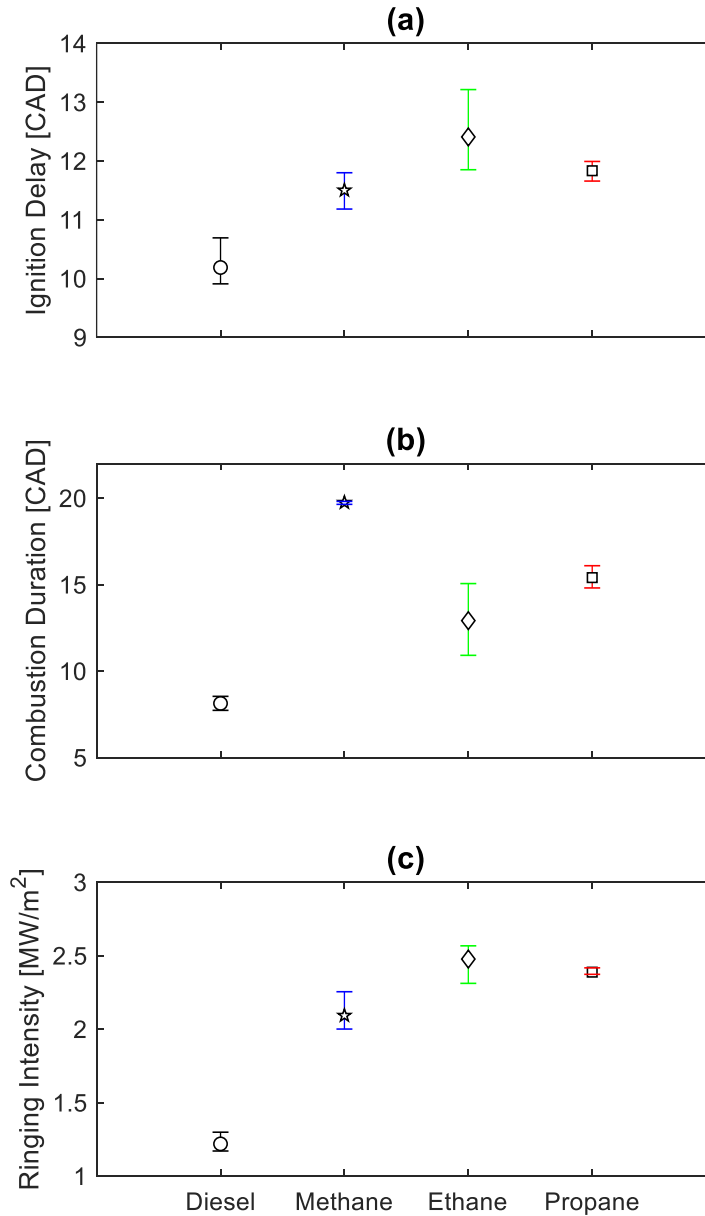 (a)
14
13
12
11
10
9
Ignition Delay [CAD]
(b)
20
15
10
5
Combustion Duration [CAD]
(c)
3
2.5
2
1.5
1
Ringing Intensity [MW/m²]
Diesel Methane Ethane Propane